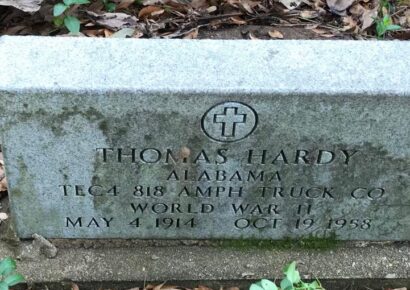 THOMAS HARDY
ALABAMA
TEC4 818 AMPH TRUCK CO
WORLD WAR II
MAY 4 1914 OCT 19 1958